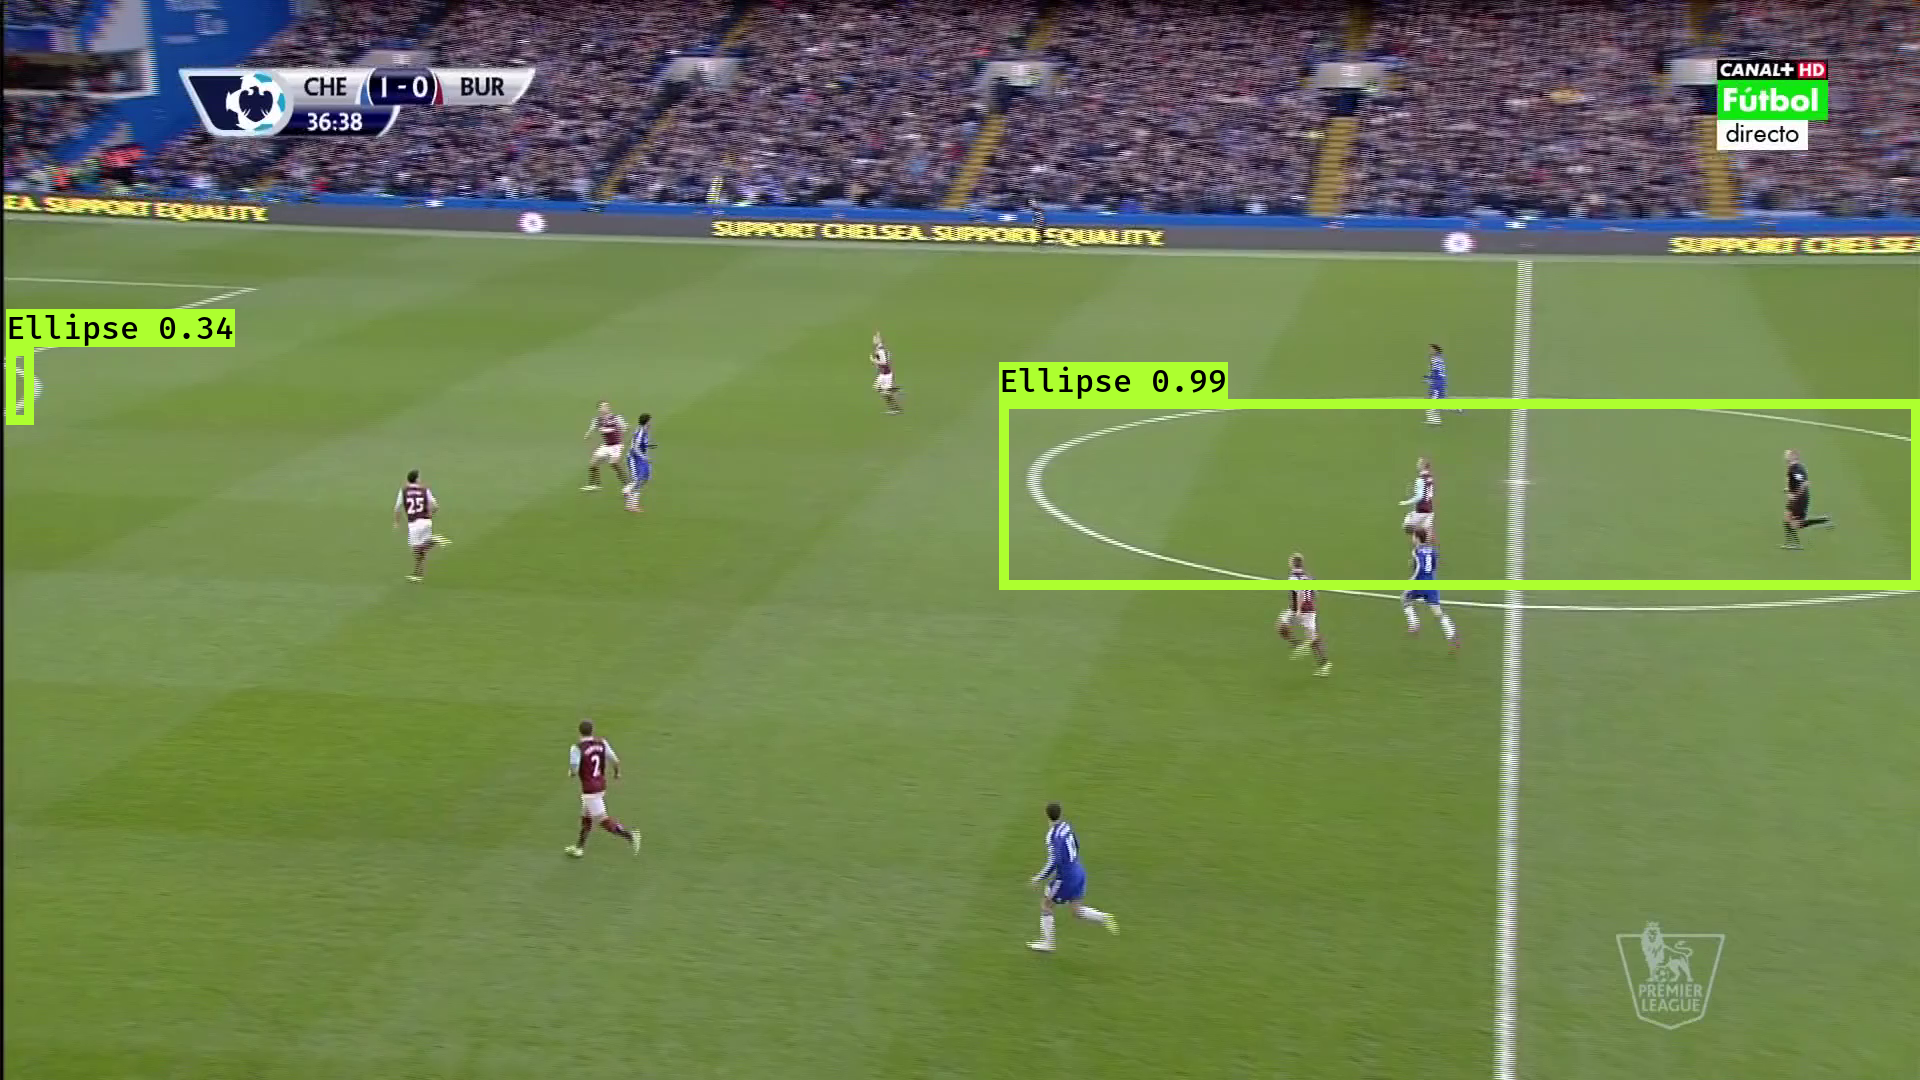 CHE 1-0 BUR
36:38
CANAL+ HD
Fútbol
directo
EA. SUPPORT EQUALITY
SUPPORT CHELSEA. SUPPORT EQUALITY
SUPPORT CHELSEA
Ellipse 0.34
Ellipse 0.99
25
8
2
PREMIER
LEAGUE